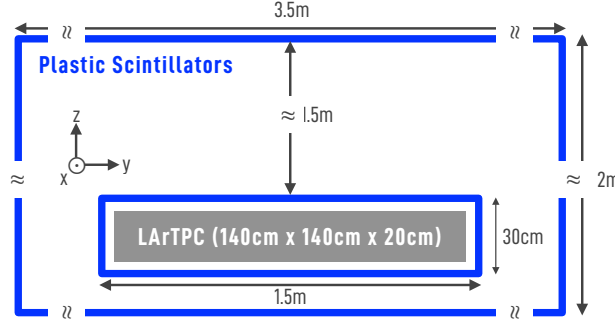 3.5m
Plastic Scintillators
≈ 1.5m
z
y
x
≈ 2m
LArTPC (140cm x 140cm x 20cm)
30cm
1.5m